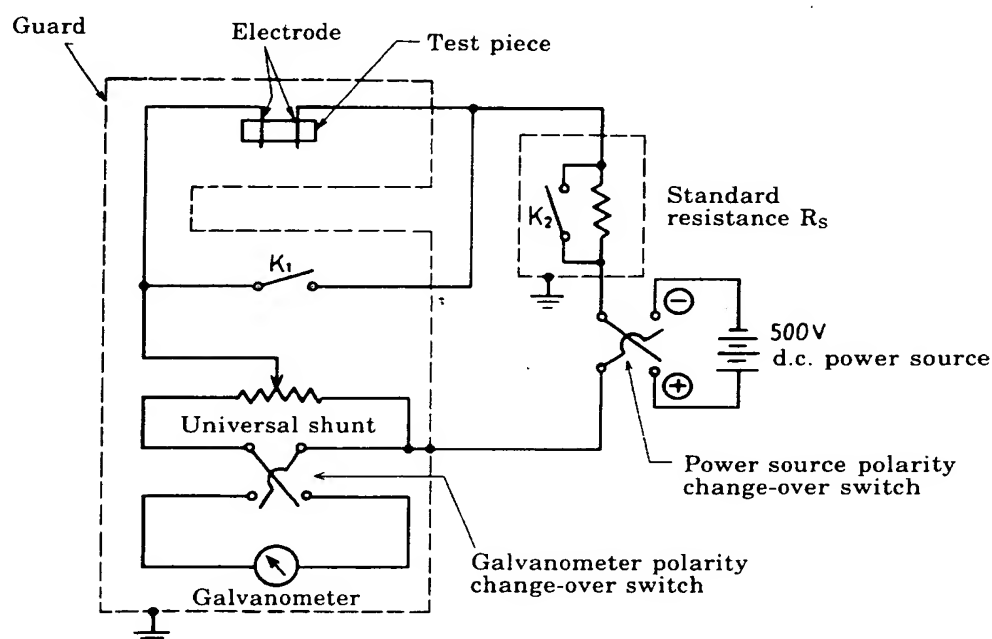 Guard
Electrode
Test piece
K2
Standard
resistance Rs
K1
−
500V
d.c. power source
+
Universal shunt
Power source polarity
change-over switch
Galvanometer polarity
change-over switch
Galvanometer